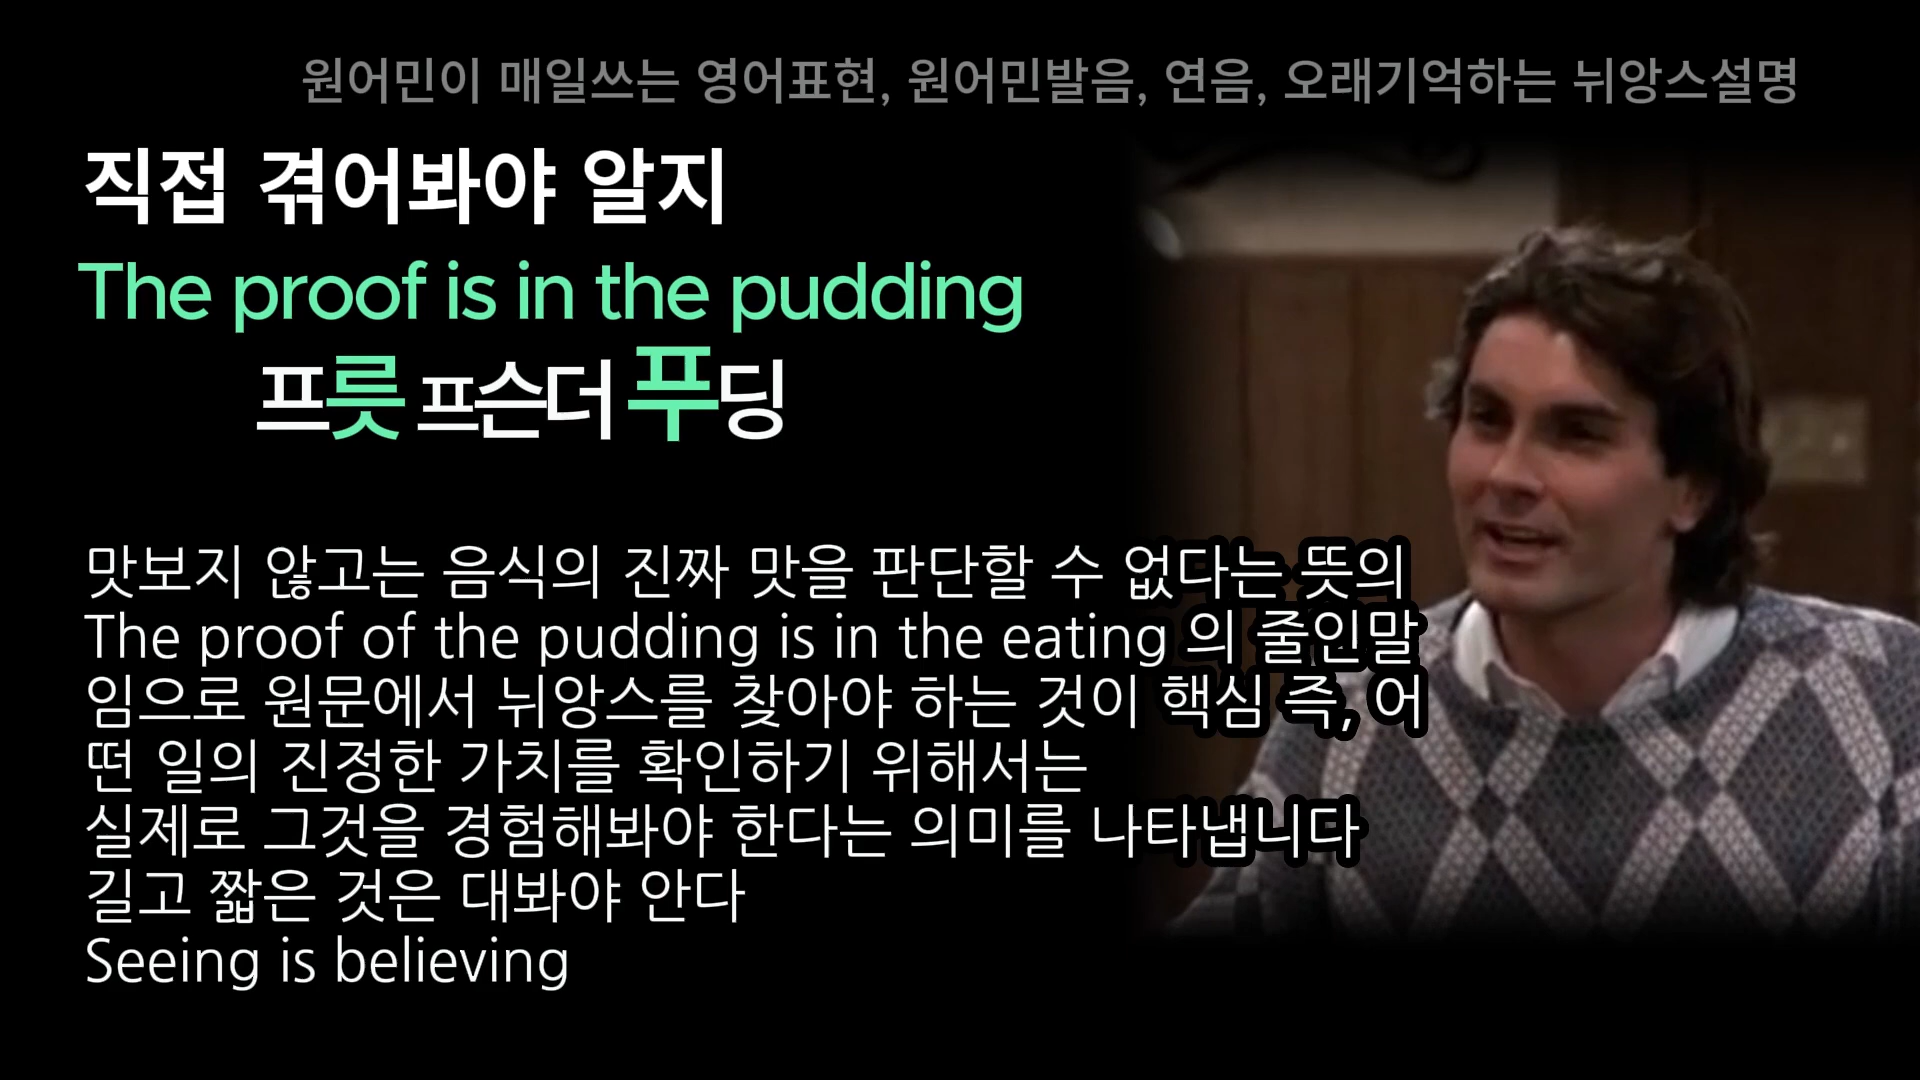 원어민이 매일쓰는 영어표현, 원어민발음, 연음, 오래기억하는 뉘앙스설명
직접 겪어봐야 알지
The proof is in the pudding
프릇 프슨더 푸딩
맛보지 않고는 음식의 진짜 맛을 판단할 수 없다는 뜻의
The proof of the pudding is in the eating 의 줄인말
임으로 원문에서 뉘앙스를 찾아야 하는 것이 핵심 즉, 어
떤 일의 진정한 가치를 확인하기 위해서는
실제로 그것을 경험해봐야 한다는 의미를 나타냅니다
길고 짧은 것은 대봐야 안다
Seeing is believing